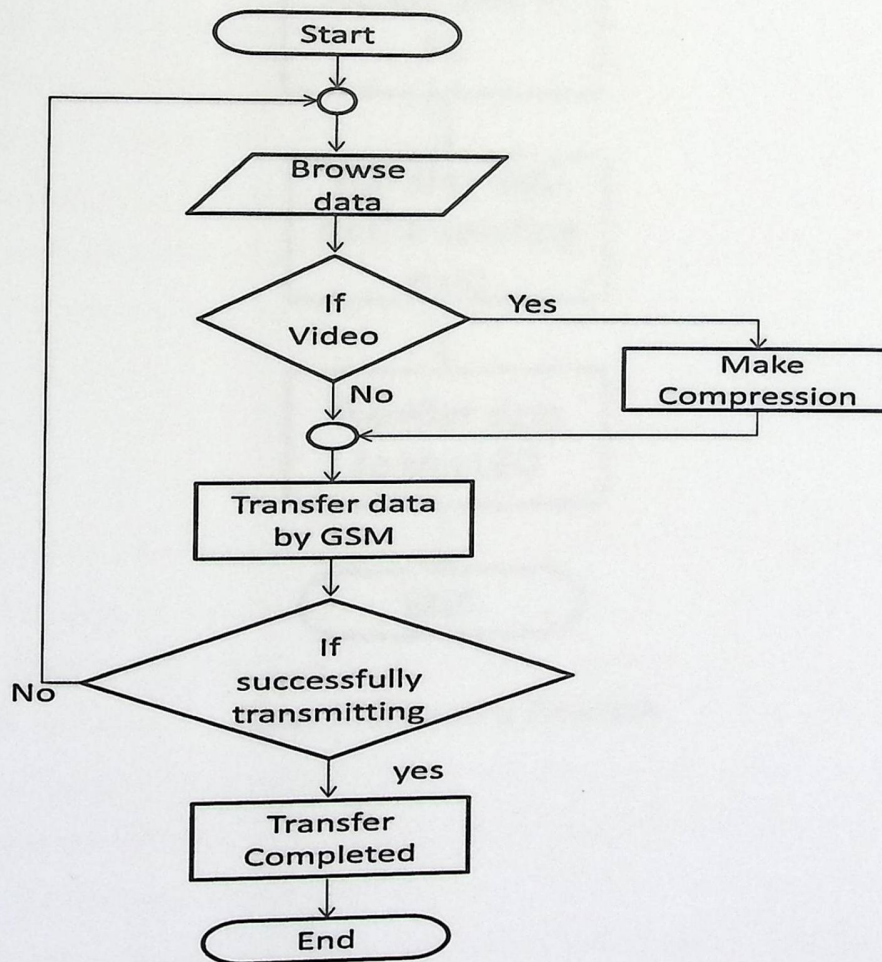 Start
Browse
data
If
Video
Yes
Make
Compression
No
Transfer data
by GSM
If
successfully
transmitting
No
yes
Transfer
Completed
End